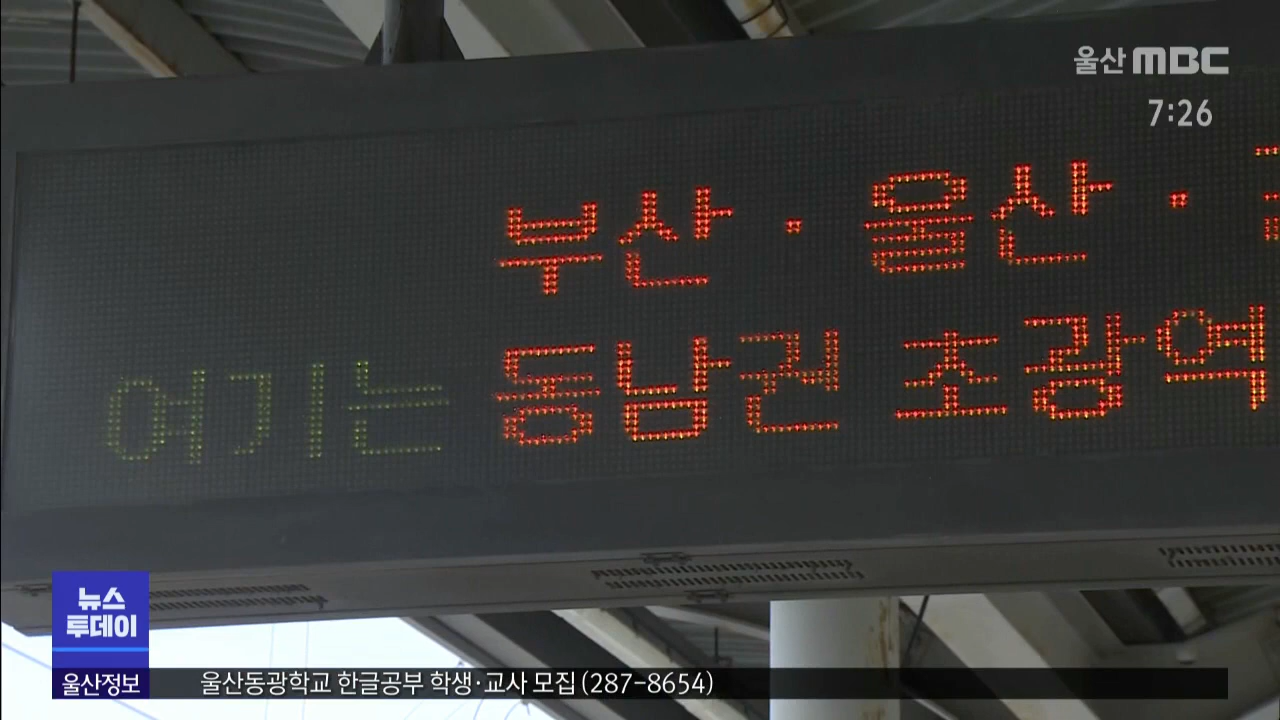 울산 MBC
7:26
부산·울산·
여기는 동남권 초광역
뉴스
투데이
울산정보
울산동광학교 한글공부 학생·교사 모집 (287-8654)